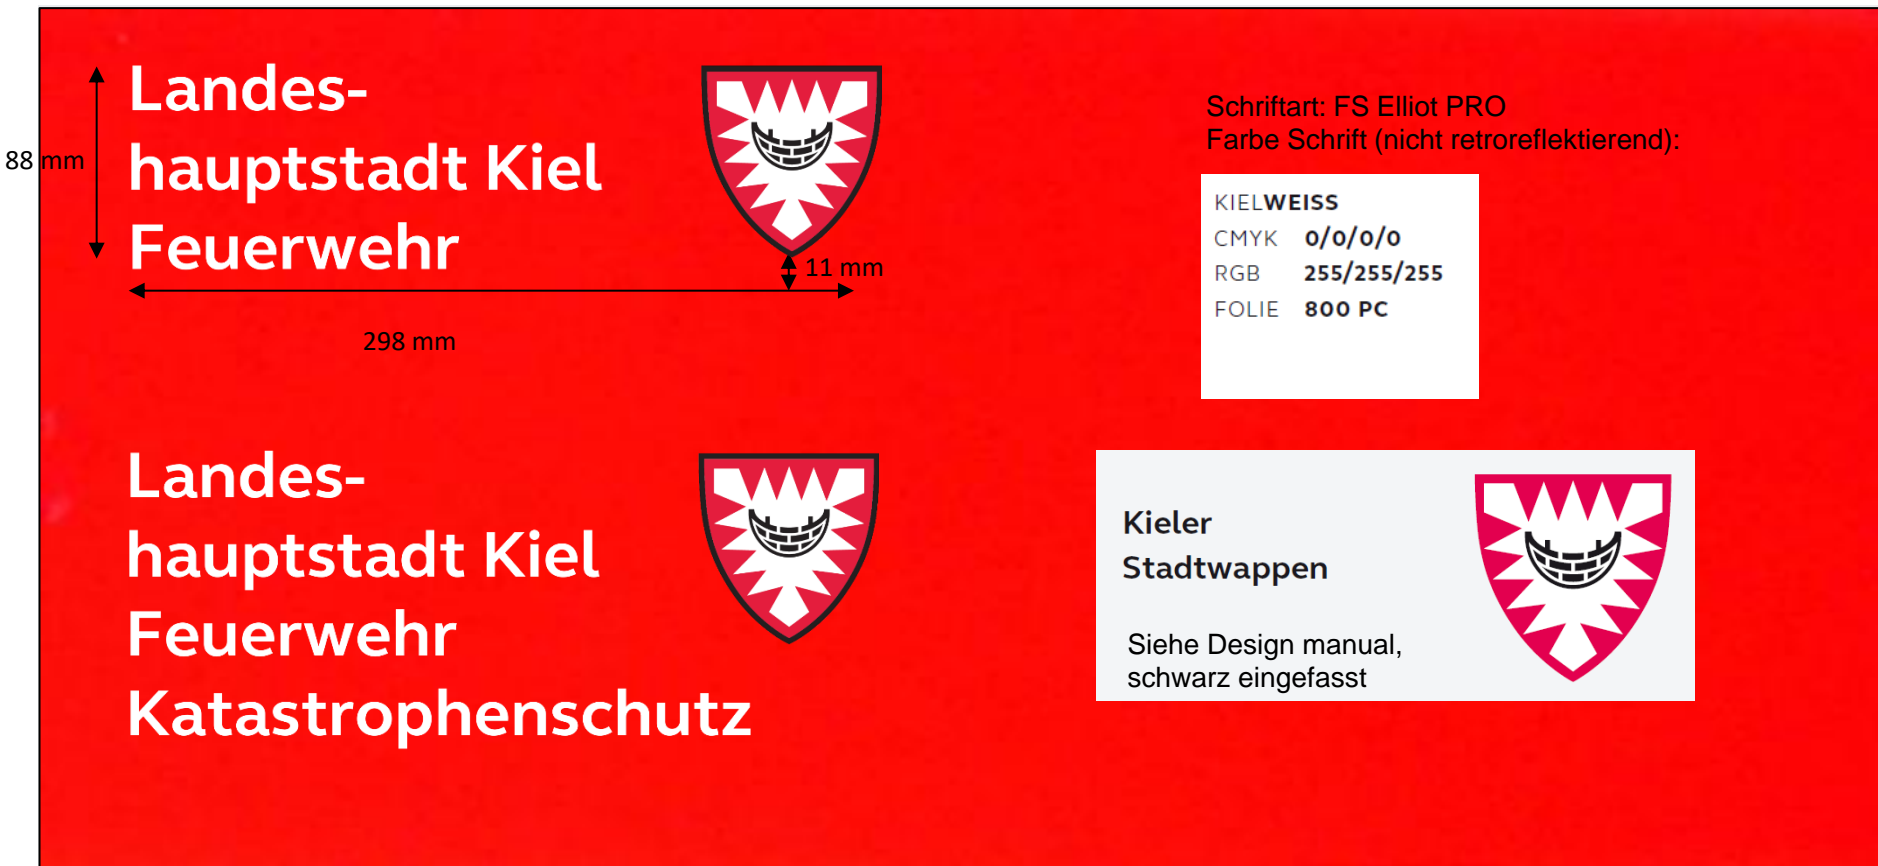 Landes-
hauptstadt Kiel
Feuerwehr
88 mm
11 mm
298 mm
Schriftart: FS Elliot PRO
Farbe Schrift (nicht retroreflektierend):
KIELWEISS
CMYK 0/0/0/0
RGB 255/255/255
FOLIE 800 PC
Landes-
hauptstadt Kiel
Feuerwehr
Katastrophenschutz
Kieler
Stadtwappen
Siehe Design manual,
schwarz eingefasst